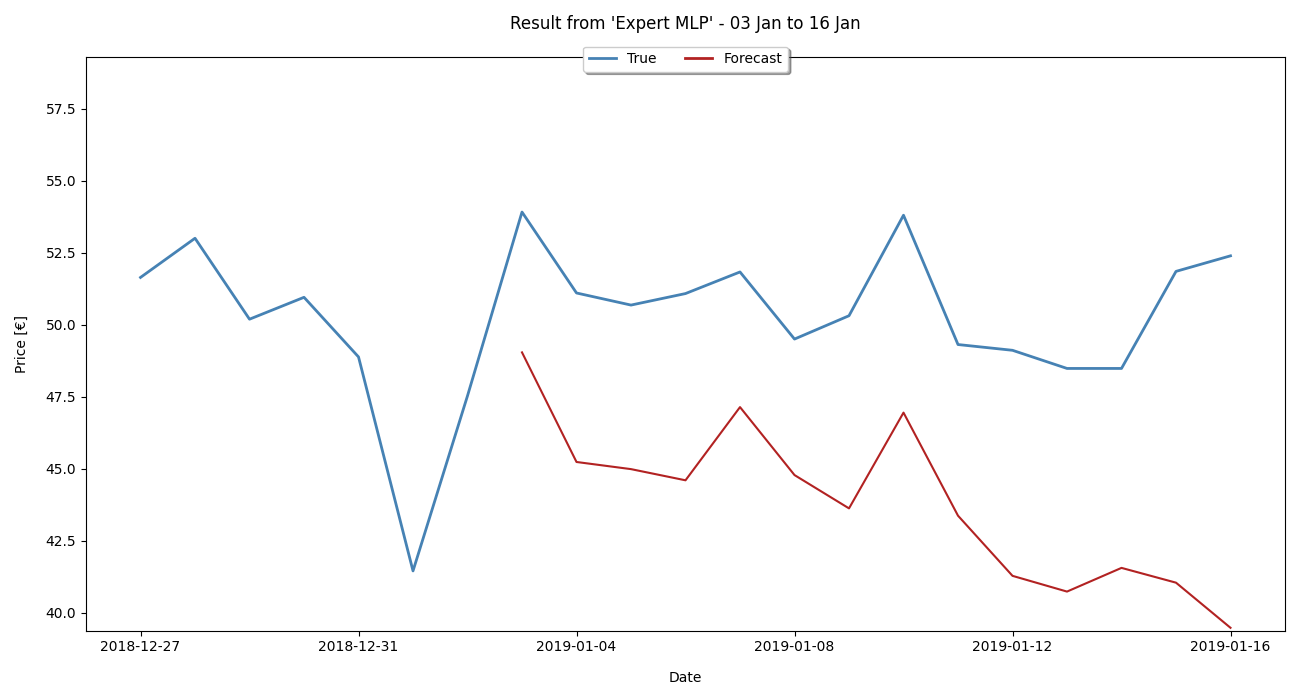 Result from 'Expert MLP' - 03 Jan to 16 Jan
True Forecast
57.5
55.0
52.5
50.0
47.5
45.0
42.5
40.0
Price [€]
2018-12-27 2018-12-31 2019-01-04 2019-01-08 2019-01-12 2019-01-16
Date